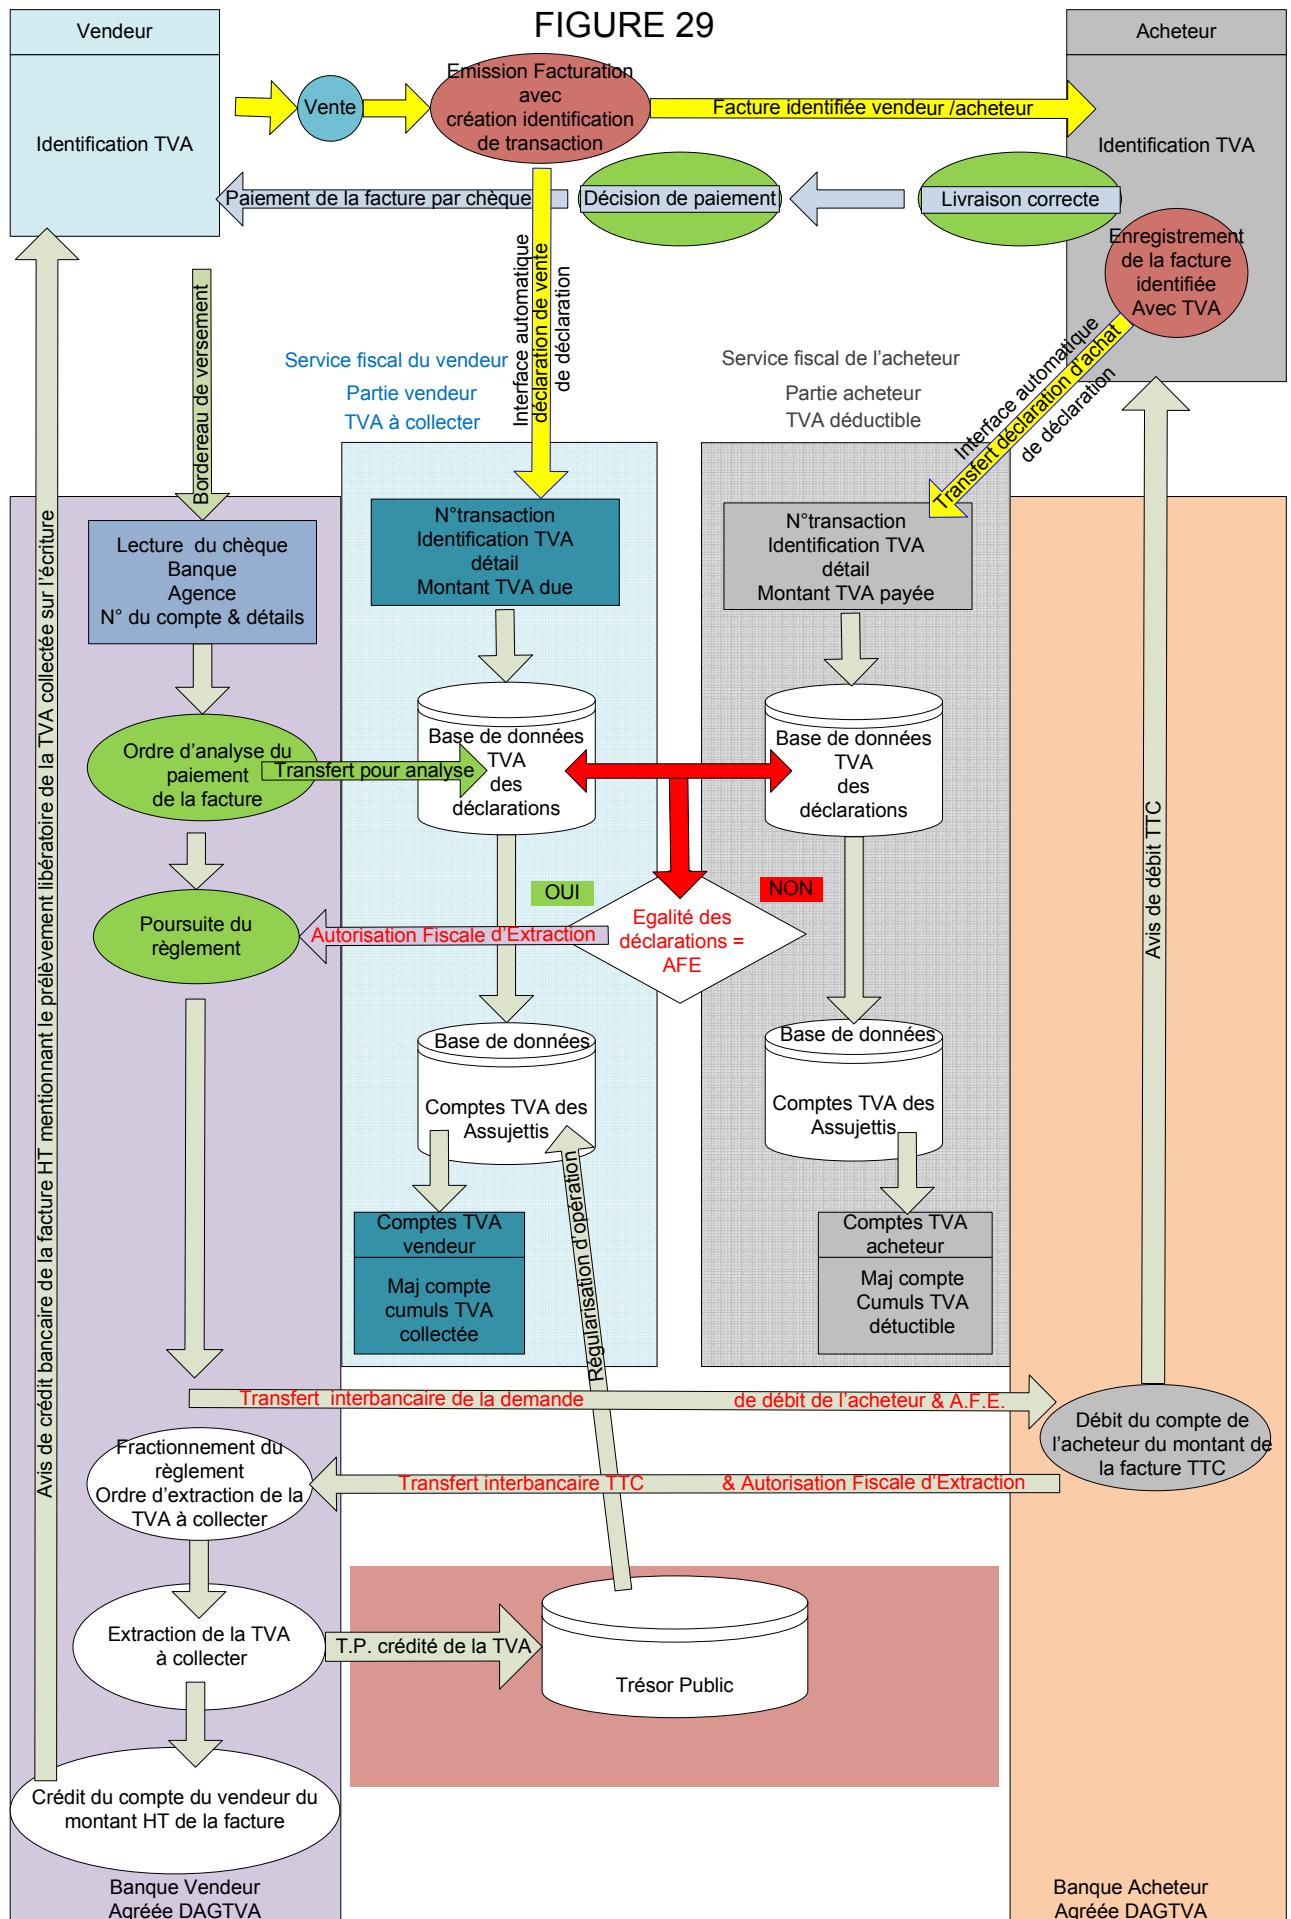 FIGURE 29
Vendeur
Identification TVA
Vente
Emission Facturation
avec
création identification
de transaction
Facture identifiée vendeur /acheteur
Acheteur
Identification TVA
Paiement de la facture par chèque
Décision de paiement
Livraison correcte
Enregistrement
de la facture
identifiée
Avec TVA
Bordereau de versement
Interface automatique
déclaration de vente
de déclaration
Interface automatique
Transfert déclaration d'achat
de déclaration
Service fiscal du vendeur
Partie vendeur
TVA à collecter
Service fiscal de l'acheteur
Partie acheteur
TVA déductible
Lecture du chèque
Banque
Agence
N° du compte & détails
N°transaction
Identification TVA
détail
Montant TVA due
N°transaction
Identification TVA
détail
Montant TVA payée
Ordre d'analyse du
paiement
de la facture
Transfert pour analyse
Base de données
TVA
des
déclarations
Base de données
TVA
des
déclarations
OUI
NON
Egalité des
déclarations =
AFE
Autorisation Fiscale d'Extraction
Poursuite du
règlement
Base de données
Comptes TVA des
Assujettis
Base de données
Comptes TVA des
Assujettis
Comptes TVA
vendeur
Maj compte
cumuls TVA
collectée
Comptes TVA
acheteur
Maj compte
Cumuls TVA
détuctible
Régularisation d'opération
Avis de débit TTC
Avis de crédit bancaire de la facture HT mentionnant le prélèvement libératoire de la TVA collectée sur l'écriture
Transfert interbancaire de la demande de débit de l'acheteur & A.F.E.
Débit du compte de
l'acheteur du montant de
la facture TTC
Fractionnement du
règlement
Ordre d'extraction de la
TVA à collecter
Transfert interbancaire TTC & Autorisation Fiscale d'Extraction
Extraction de la TVA
à collecter
T.P. crédité de la TVA
Trésor Public
Crédit du compte du vendeur du
montant HT de la facture
Banque Vendeur
Agréée DAGTVA
Banque Acheteur
Agréée DAGTVA